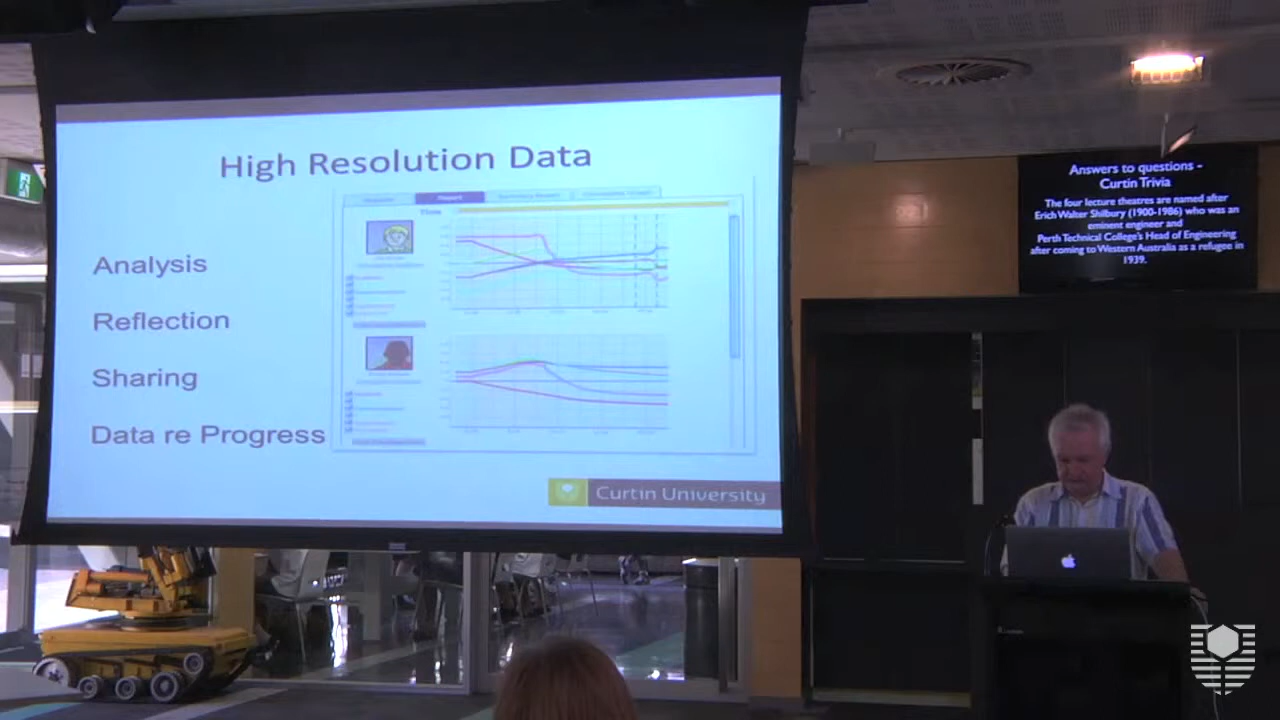 High Resolution Data
Analysis
Reflection
Sharing
Data re Progress
Time
Curtin University
Answers to questions -
Curtin Trivia
The four lecture theatres are named after
Erich Walter Shilbury (1900-1986) who was an
eminent engineer and
Perth Technical College's Head of Engineering
after coming to Western Australia as a refugee in
1939.